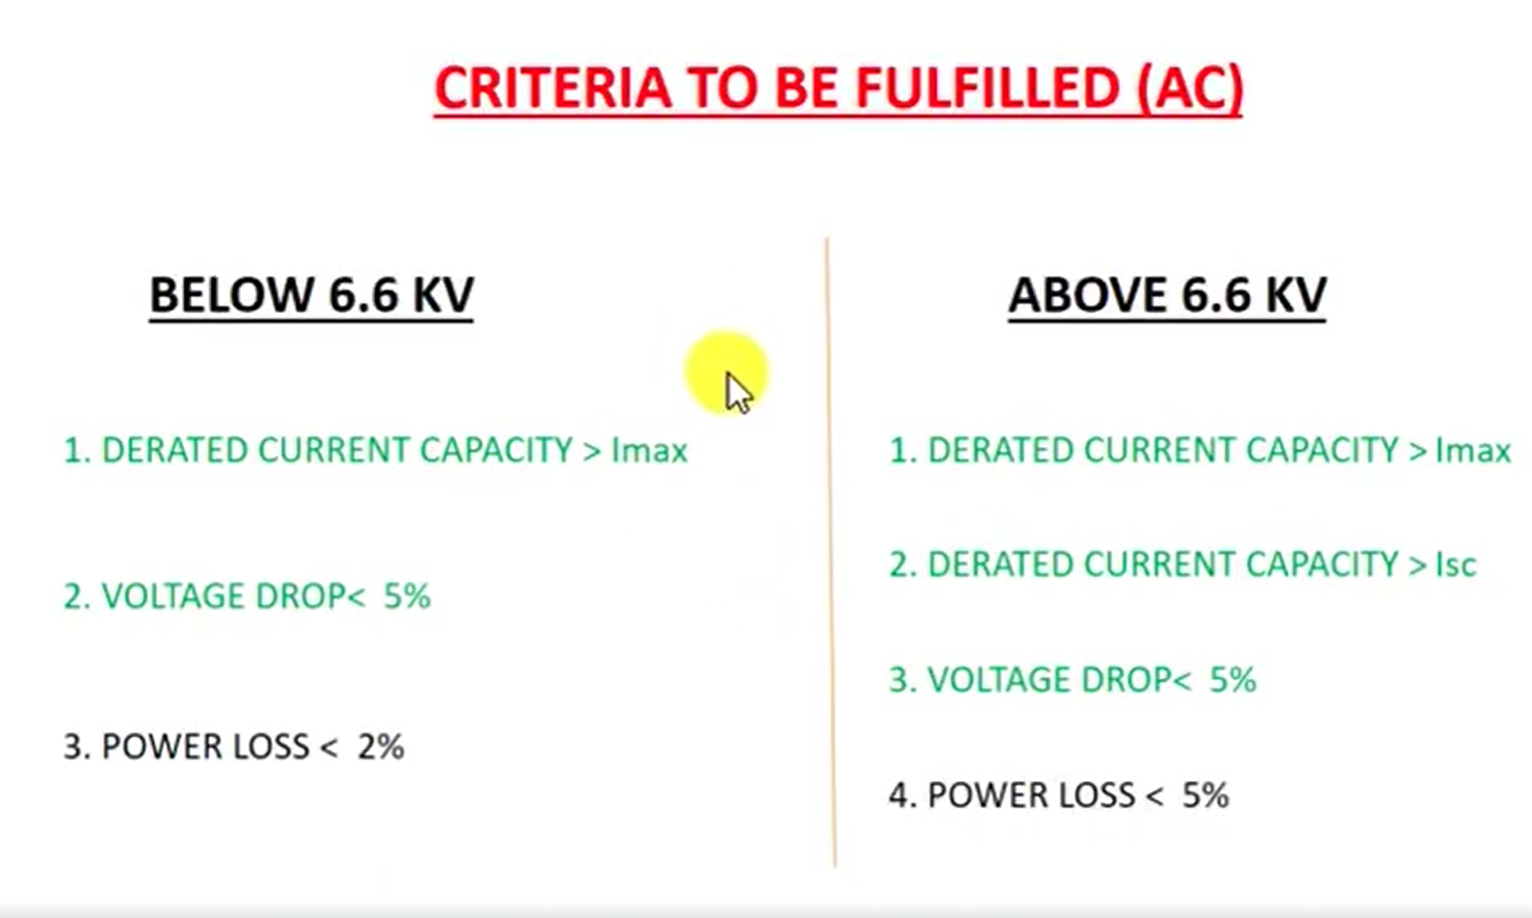 CRITERIA TO BE FULFILLED (AC)
BELOW 6.6 KV
1. DERATED CURRENT CAPACITY > Imax
2. VOLTAGE DROP< 5%
3. POWER LOSS < 2%
ABOVE 6.6 KV
1. DERATED CURRENT CAPACITY > Imax
2. DERATED CURRENT CAPACITY > Isc
3. VOLTAGE DROP< 5%
4. POWER LOSS < 5%